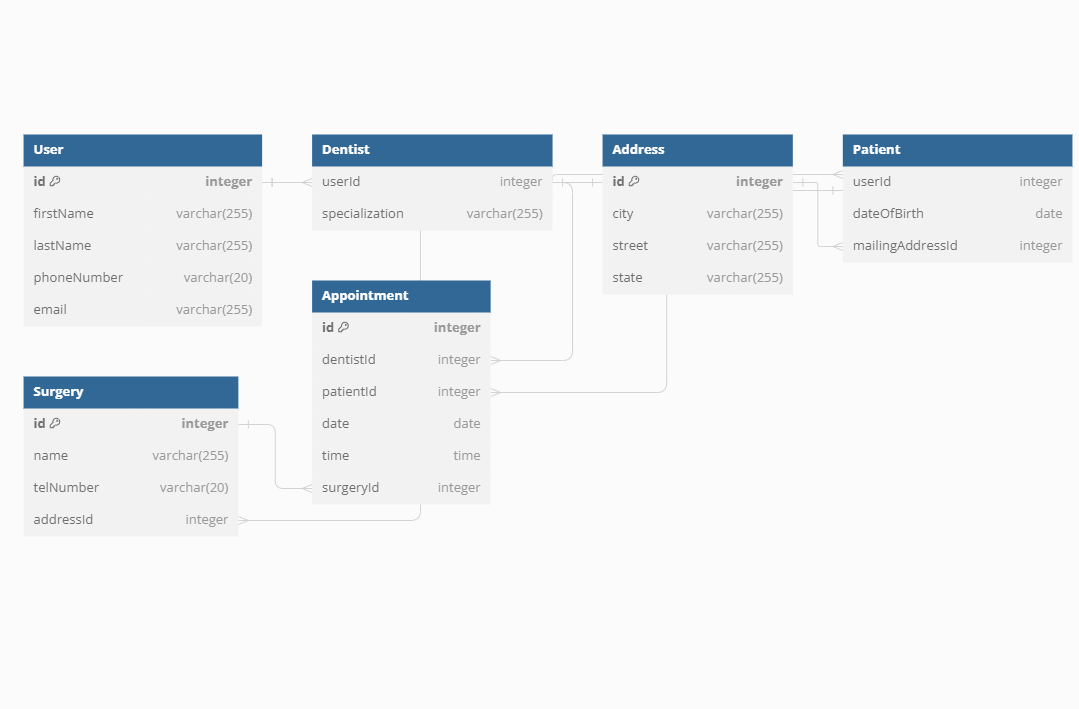 User
id integer
firstName varchar(255)
lastName varchar(255)
phoneNumber varchar(20)
email varchar(255)
Dentist
userId integer
specialization varchar(255)
Address
id integer
city varchar(255)
street varchar(255)
state varchar(255)
Patient
userId integer
dateOfBirth date
mailingAddressId integer
Appointment
id integer
dentistId integer
patientId integer
date date
time time
surgeryId integer
Surgery
id integer
name varchar(255)
telNumber varchar(20)
addressId integer